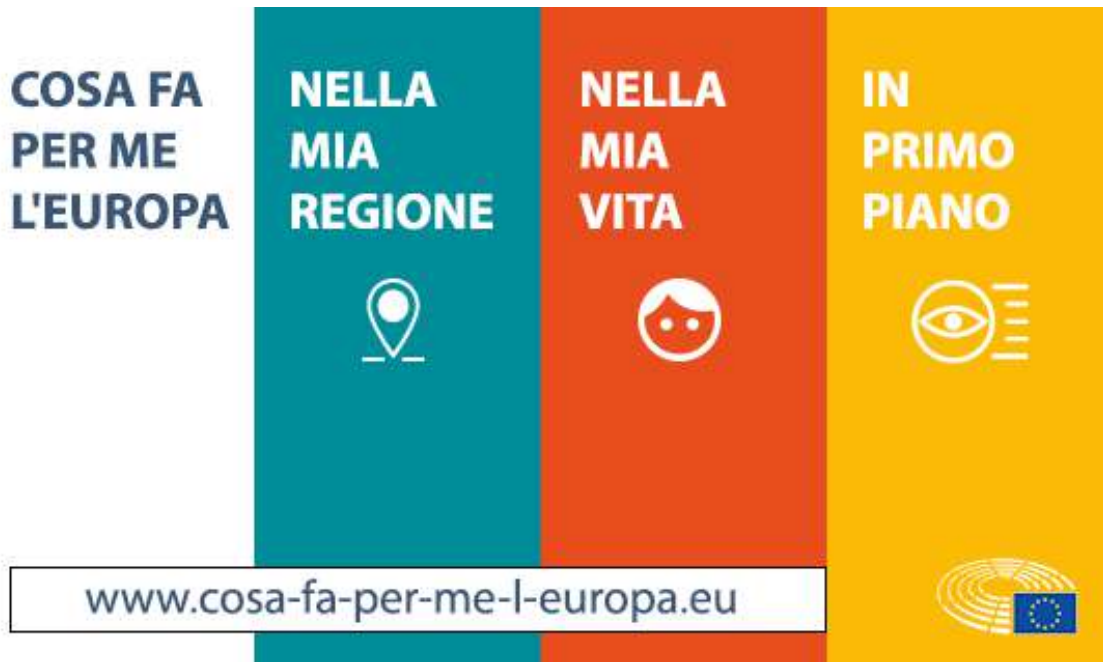 COSA FA
PER ME
L'EUROPA
NELLA
MIA
REGIONE
NELLA
MIA
VITA
IN
PRIMO
PIANO
www.cosa-fa-per-me-l-europa.eu